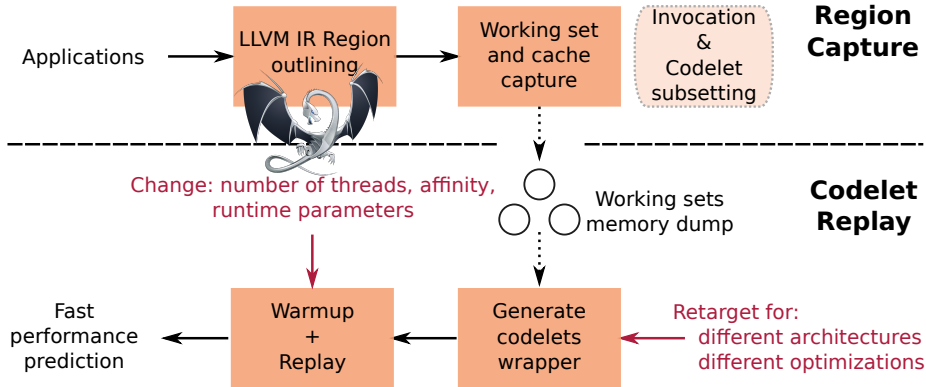 Applications
LLVM IR Region
outlining
Working set
and cache
capture
Invocation
&
Codelet
subsetting
Region
Capture
Change: number of threads, affinity,
runtime parameters
Working sets
memory dump
Codelet
Replay
Fast
performance
prediction
Warmup
+
Replay
Generate
codelets
wrapper
Retarget for:
different architectures
different optimizations